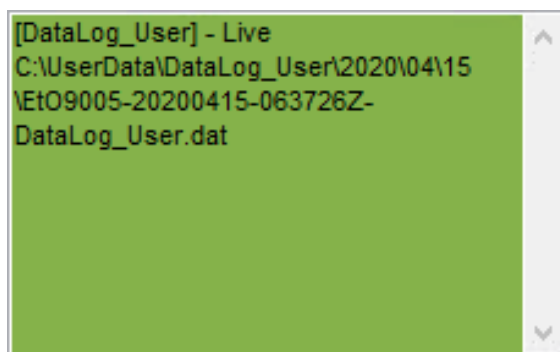 [DataLog_User] - Live
C:\UserData\DataLog_User\2020\04\15
\EtO9005-20200415-063726Z-
DataLog_User.dat